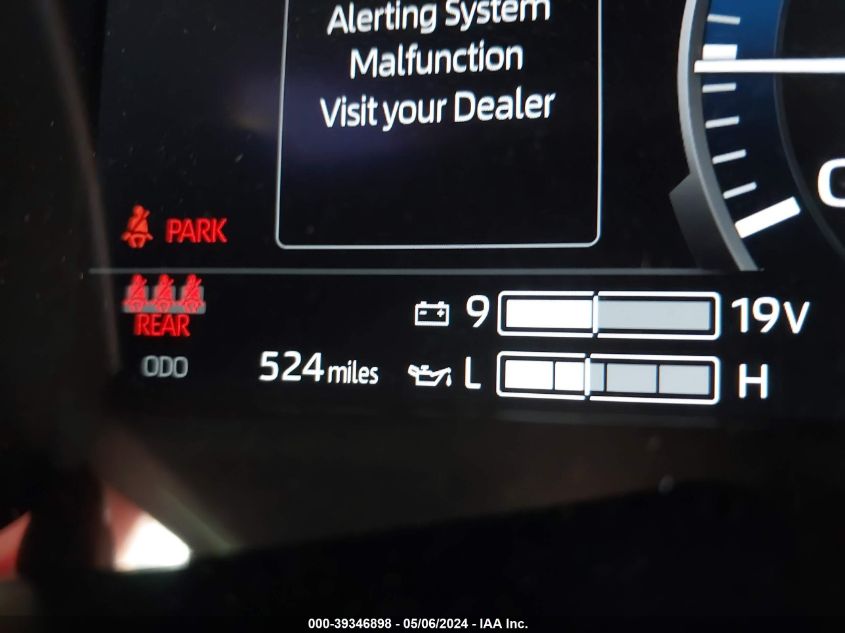 Alerting System
Malfunction
Visit your Dealer
PARK
REAR
9 19V
ODO 524 miles L H
000-39346898 - 05/06/2024 - IAA Inc.